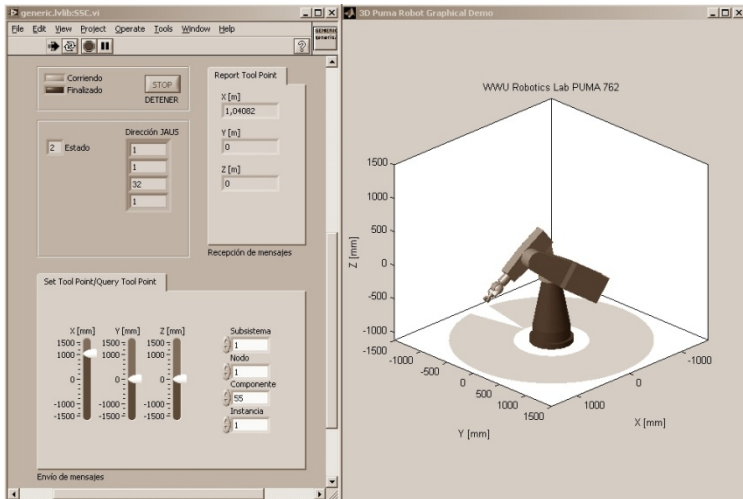 generic.lvlib:SSC.vi
File Edit View Project Operate Tools Window Help
Corriendo
Finalizado
STOP
DETENER
2 Estado
Dirección JAUS
1
1
32
1
Report Tool Point
X [m]
1,04082
Y [m]
0
Z [m]
0
Recepción de mensajes
Set Tool Point/Query Tool Point
X [mm] Y [mm] Z [mm]
1500 1500 1500
1000 1000 1000
0 0 0
-1000 -1000 -1000
-1500 -1500 -1500
Subsistema
1
Nodo
1
Componente
55
Instancia
1
Envío de mensajes
3D Puma Robot Graphical Demo
WWU Robotics Lab PUMA 762
Z [mm]
1500
1000
500
0
-500
-1000
-1500
-1000
-500
0
500
1000
1500
Y [mm]
-1000
0
1000
X [mm]